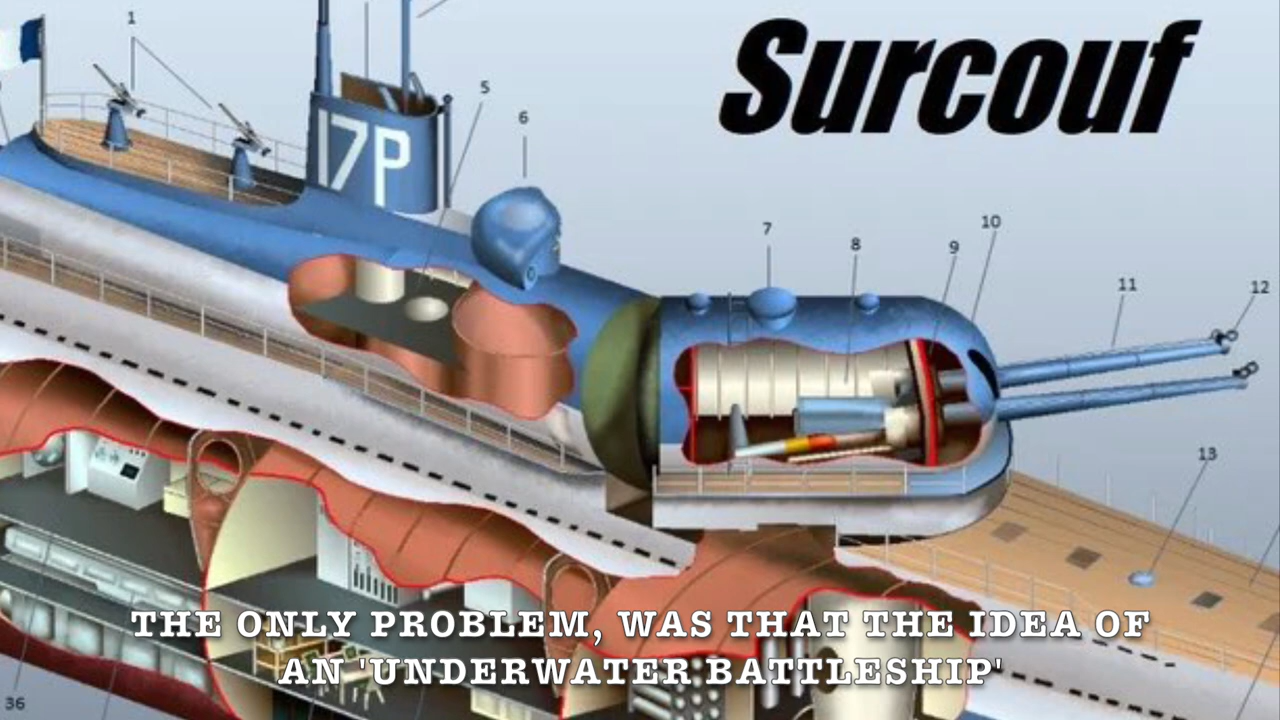 1
Surcouf
5
6
17P
7
8
9
10
11
12
13
THE ONLY PROBLEM, WAS THAT THE IDEA OF
AN 'UNDERWATER BATTLESHIP'
36